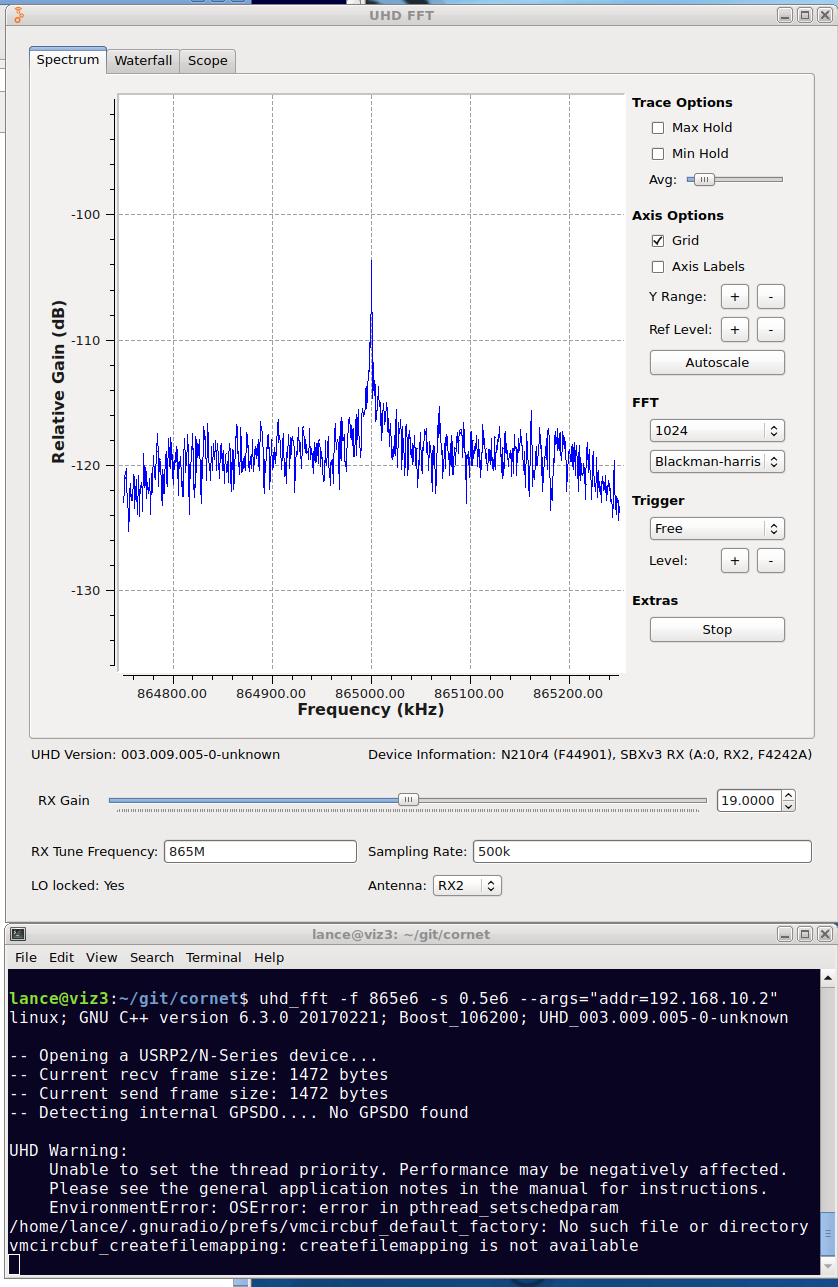 UHD FFT
Spectrum Waterfall Scope
Trace Options
Max Hold
Min Hold
Avg:
Axis Options
Grid
Axis Labels
Y Range: + -
Ref Level: + -
Autoscale
FFT
1024
Blackman-harris
Trigger
Free
Level: + -
Extras
Stop
Relative Gain (dB)
-100
-110
-120
-130
864800.00 864900.00 865000.00 865100.00 865200.00
Frequency (kHz)
UHD Version: 003.009.005-0-unknown Device Information: N210r4 (F44901), SBXv3 RX (A:0, RX2, F4242A)
RX Gain 19.0000
RX Tune Frequency: 865M Sampling Rate: 500k
LO locked: Yes Antenna: RX2
lance@viz3: ~/git/cornet
File Edit View Search Terminal Help
lance@viz3:~/git/cornet$ uhd_fft -f 865e6 -s 0.5e6 --args="addr=192.168.10.2"
linux; GNU C++ version 6.3.0 20170221; Boost_106200; UHD_003.009.005-0-unknown
-- Opening a USRP2/N-Series device...
-- Current recv frame size: 1472 bytes
-- Current send frame size: 1472 bytes
-- Detecting internal GPSDO.... No GPSDO found
UHD Warning:
    Unable to set the thread priority. Performance may be negatively affected.
    Please see the general application notes in the manual for instructions.
    EnvironmentError: OSError: error in pthread_setschedparam
/home/lance/.gnuradio/prefs/vmcircbuf_default_factory: No such file or directory
vmcircbuf_createfilemapping: createfilemapping is not available